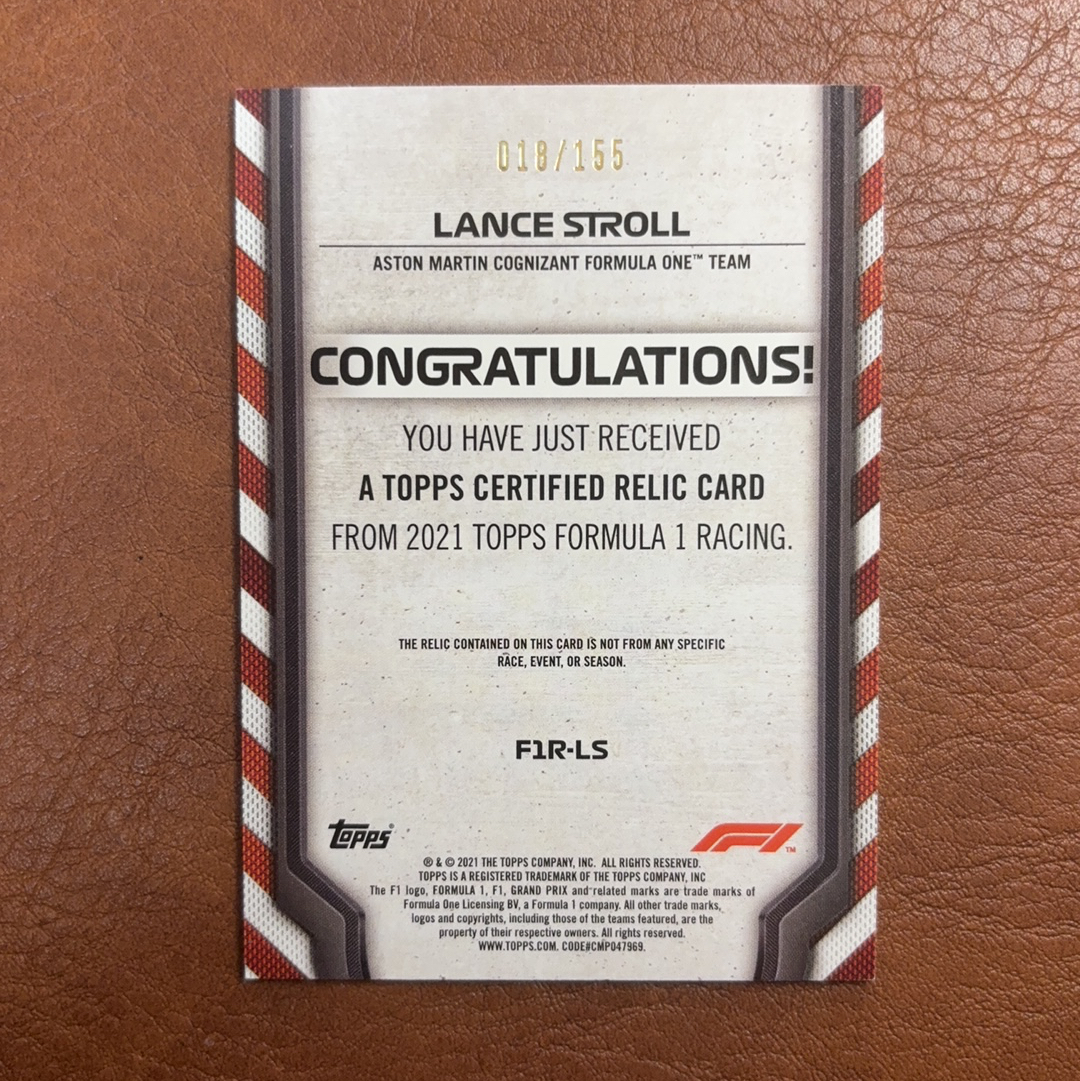 018/155
LANCE STROLL
ASTON MARTIN COGNIZANT FORMULA ONE™ TEAM
CONGRATULATIONS!
YOU HAVE JUST RECEIVED
A TOPPS CERTIFIED RELIC CARD
FROM 2021 TOPPS FORMULA 1 RACING.
THE RELIC CONTAINED ON THIS CARD IS NOT FROM ANY SPECIFIC
RACE, EVENT, OR SEASON.
F1R-LS
topps® F1™
® & © 2021 THE TOPPS COMPANY, INC. ALL RIGHTS RESERVED.
TOPPS IS A REGISTERED TRADEMARK OF THE TOPPS COMPANY, INC
The F1 logo, FORMULA 1, F1, GRAND PRIX and related marks are trade marks of
Formula One Licensing BV, a Formula 1 company. All other trade marks,
logos and copyrights, including those of the teams featured, are the
property of their respective owners. All rights reserved.
WWW.TOPPS.COM. CODE#CMP047969.